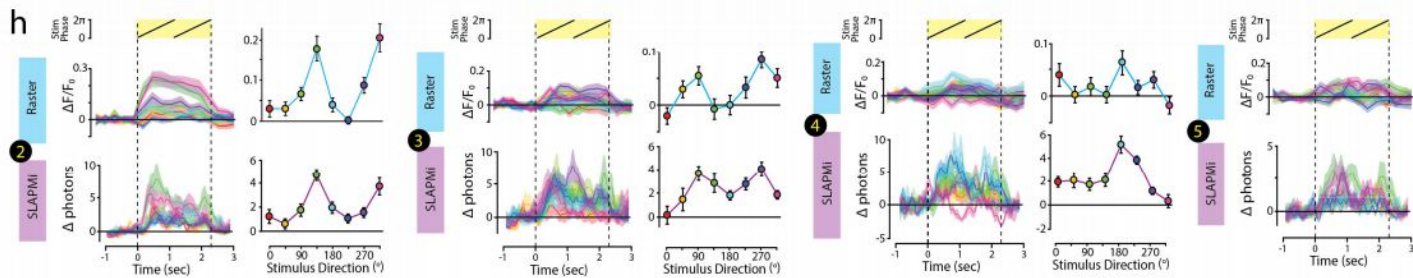 h
Stim
Phase
2π
0
Raster
ΔF/F₀
0.2
0
2
SLAPMi
Δ photons
10
5
0
-1 0 1 2 3
Time (sec)
0.2
0.1
0
6
4
2
0
0 90 180 270
Stimulus Direction (°)
Stim
Phase
2π
0
Raster
ΔF/F₀
0.2
0
3
SLAPMi
Δ photons
10
5
0
-1 0 1 2 3
Time (sec)
0.1
0
6
4
2
0
0 90 180 270
Stimulus Direction (°)
Stim
Phase
2π
0
Raster
ΔF/F₀
0.2
0
4
SLAPMi
Δ photons
10
5
0
-5
-1 0 1 2 3
Time (sec)
0.1
0
6
4
2
0
-2
0 90 180 270
Stimulus Direction (°)
Stim
Phase
2π
0
Raster
ΔF/F₀
0.2
0
5
SLAPMi
Δ photons
5
0
-1 0 1 2 3
Time (sec)